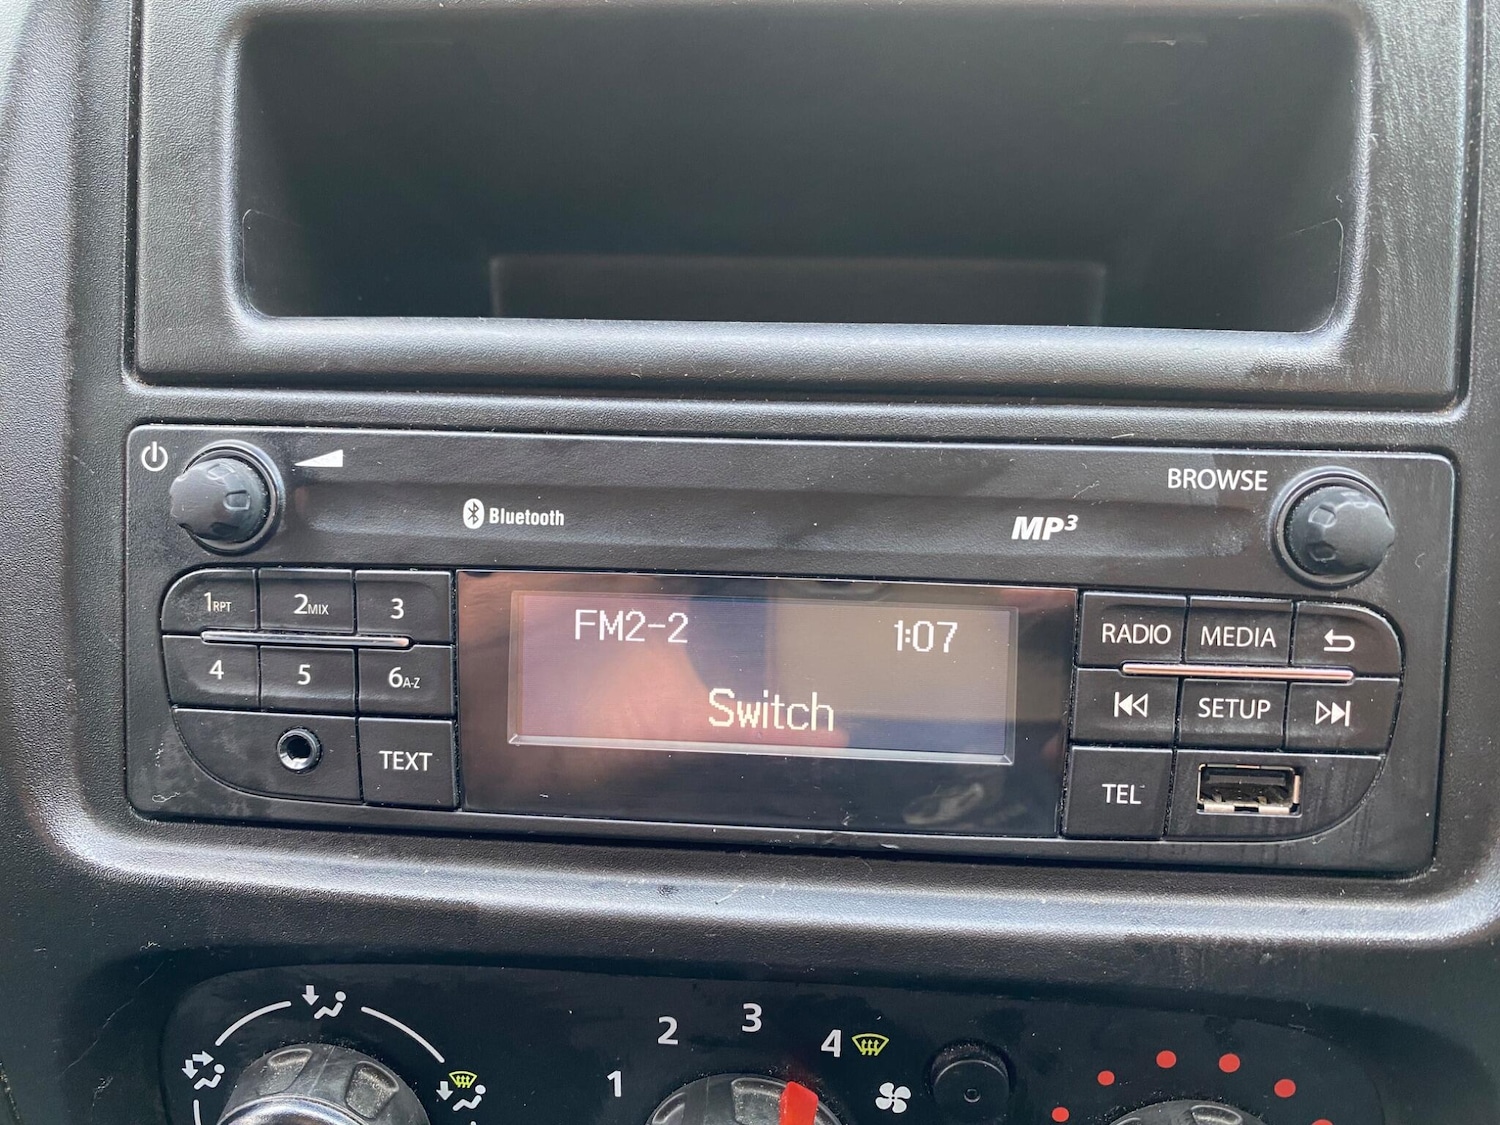 BROWSE
Bluetooth
MP3
1RPT 2MIX 3
FM2-2 1:07
RADIO MEDIA
4 5 6A-Z
Switch
SETUP
TEXT
TEL
1 2 3 4